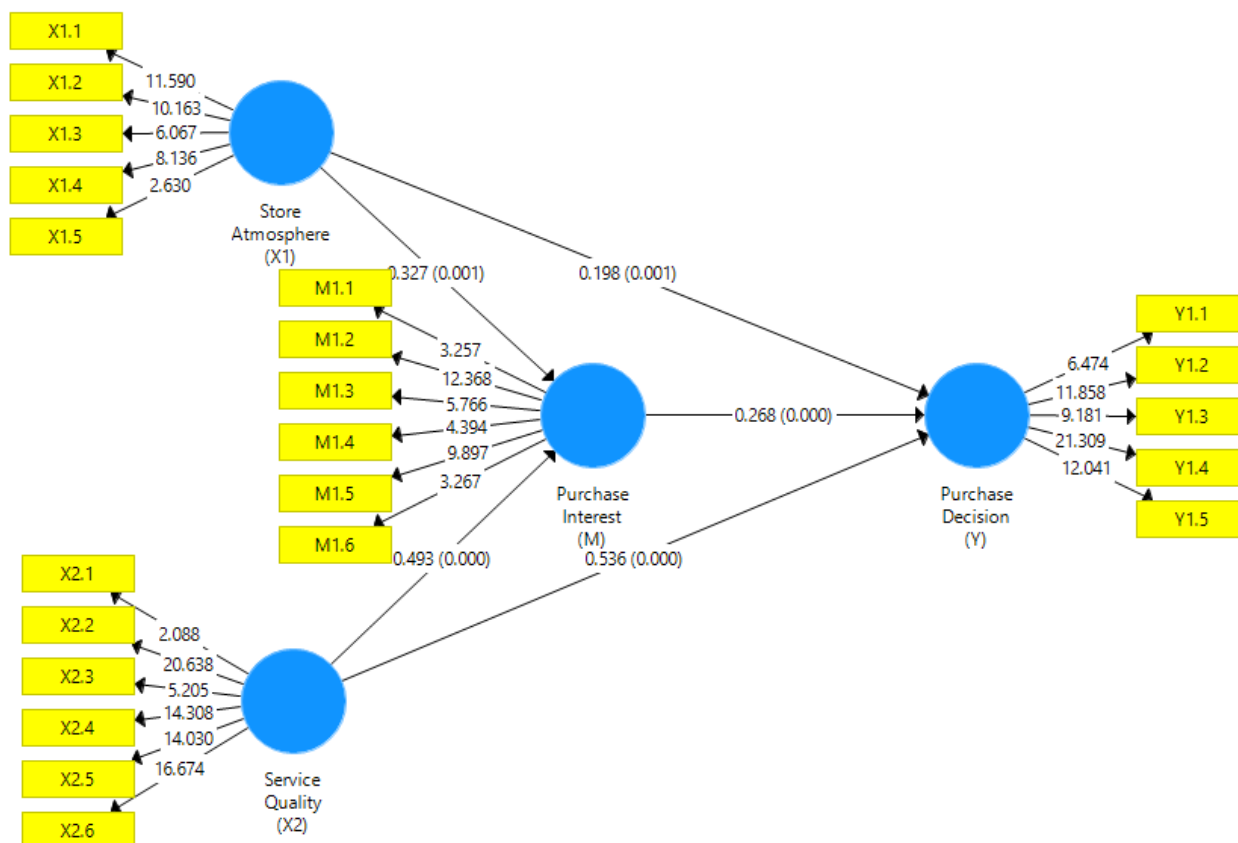 X1.1
11.590
X1.2
10.163
X1.3
6.067
X1.4
8.136
X1.5
2.630
Store
Atmosphere
(X1)
0.327 (0.001)
0.198 (0.001)
M1.1
3.257
M1.2
12.368
M1.3
5.766
M1.4
4.394
M1.5
9.897
M1.6
3.267
Purchase
Interest
(M)
0.268 (0.000)
Y1.1
6.474
Y1.2
11.858
Y1.3
9.181
Y1.4
21.309
Y1.5
12.041
Purchase
Decision
(Y)
0.493 (0.000)
0.536 (0.000)
X2.1
2.088
X2.2
20.638
X2.3
5.205
X2.4
14.308
X2.5
14.030
X2.6
16.674
Service
Quality
(X2)